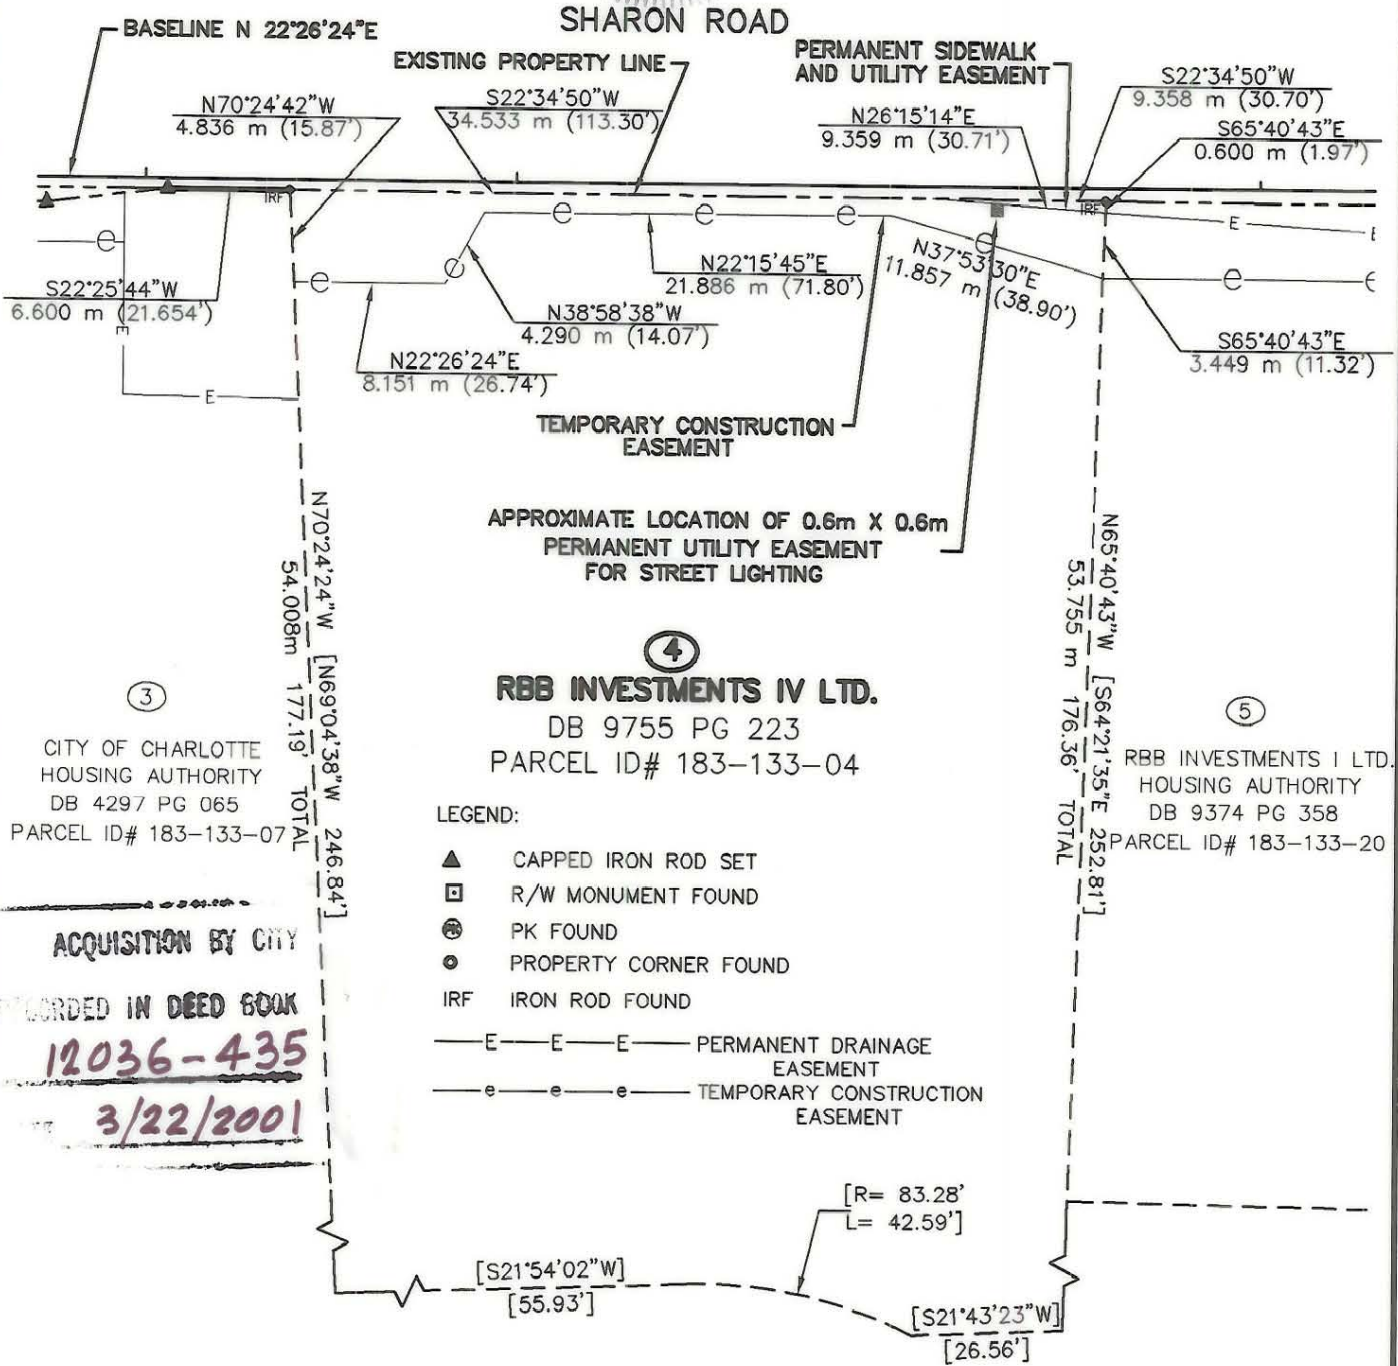 SHARON ROAD
BASELINE N 22°26'24"E
EXISTING PROPERTY LINE
PERMANENT SIDEWALK
AND UTILITY EASEMENT
N70°24'42"W
4.836 m (15.87')
S22°34'50"W
34.533 m (113.30')
N26°15'14"E
9.359 m (30.71')
S22°34'50"W
9.358 m (30.70')
S65°40'43"E
0.600 m (1.97')
IRF
IRF
e
e
e
e
e
e
e
e
E
E
E
E
S22°25'44"W
6.600 m (21.654')
N22°15'45"E
21.886 m (71.80')
N37°53'30"E
11.857 m (38.90')
N38°58'38"W
4.290 m (14.07')
N22°26'24"E
8.151 m (26.74')
S65°40'43"E
3.449 m (11.32')
TEMPORARY CONSTRUCTION
EASEMENT
APPROXIMATE LOCATION OF 0.6m X 0.6m
PERMANENT UTILITY EASEMENT
FOR STREET LIGHTING
N70°24'24"W [N69°04'38"W 246.84']
54.008m 177.19' TOTAL
N65°40'43"W [S64°21'35"E 252.81']
53.755 m 176.36' TOTAL
4
RBB INVESTMENTS IV LTD.
DB 9755 PG 223
PARCEL ID# 183-133-04
3
CITY OF CHARLOTTE
HOUSING AUTHORITY
DB 4297 PG 065
PARCEL ID# 183-133-07
5
RBB INVESTMENTS I LTD.
HOUSING AUTHORITY
DB 9374 PG 358
PARCEL ID# 183-133-20
LEGEND:
CAPPED IRON ROD SET
R/W MONUMENT FOUND
PK FOUND
PROPERTY CORNER FOUND
IRF IRON ROD FOUND
E E E PERMANENT DRAINAGE
EASEMENT
e e e TEMPORARY CONSTRUCTION
EASEMENT
ACQUISITION BY CITY
RECORDED IN DEED BOOK
12036-435
3/22/2001
[R= 83.28'
L= 42.59']
[S21°54'02"W]
[55.93']
[S21°43'23"W]
[26.56']